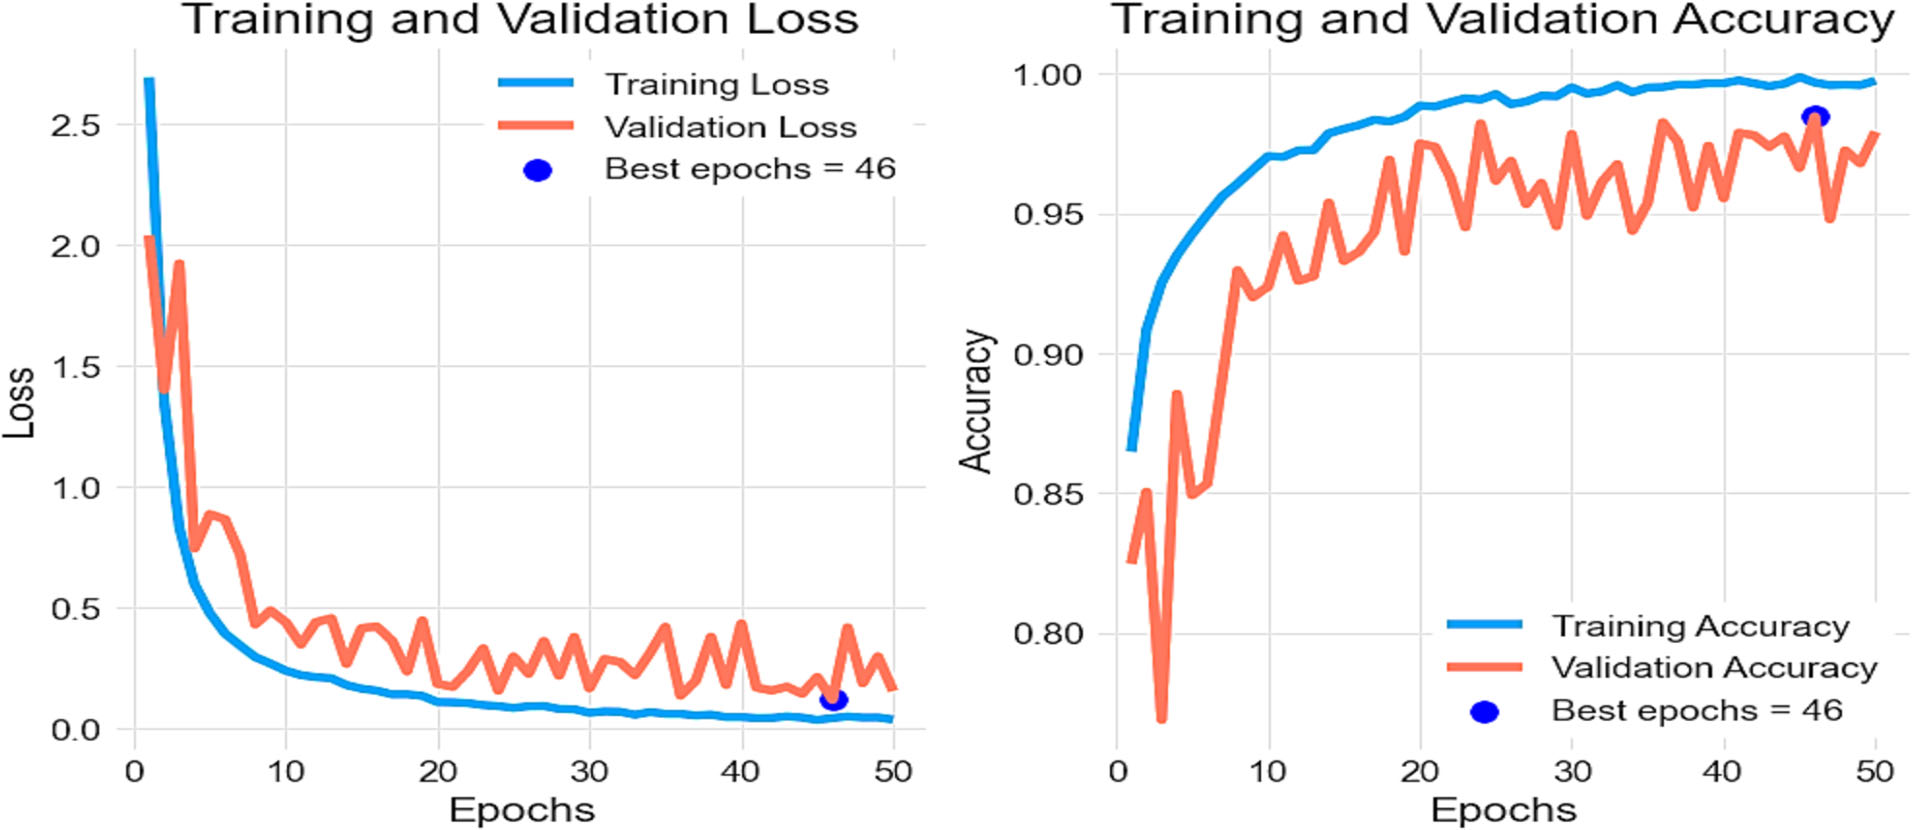 Training and Validation Loss
Training Loss
Validation Loss
Best epochs = 46
2.5
2.0
1.5
1.0
0.5
0.0
Loss
0 10 20 30 40 50
Epochs
Training and Validation Accuracy
1.00
0.95
0.90
0.85
0.80
Accuracy
Training Accuracy
Validation Accuracy
Best epochs = 46
0 10 20 30 40 50
Epochs